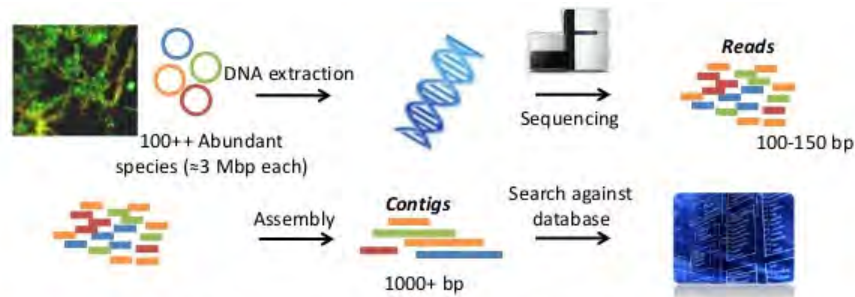 DNA extraction
100++ Abundant
species (≈3 Mbp each)
Sequencing
Reads
100-150 bp
Assembly
Contigs
1000+ bp
Search against
database